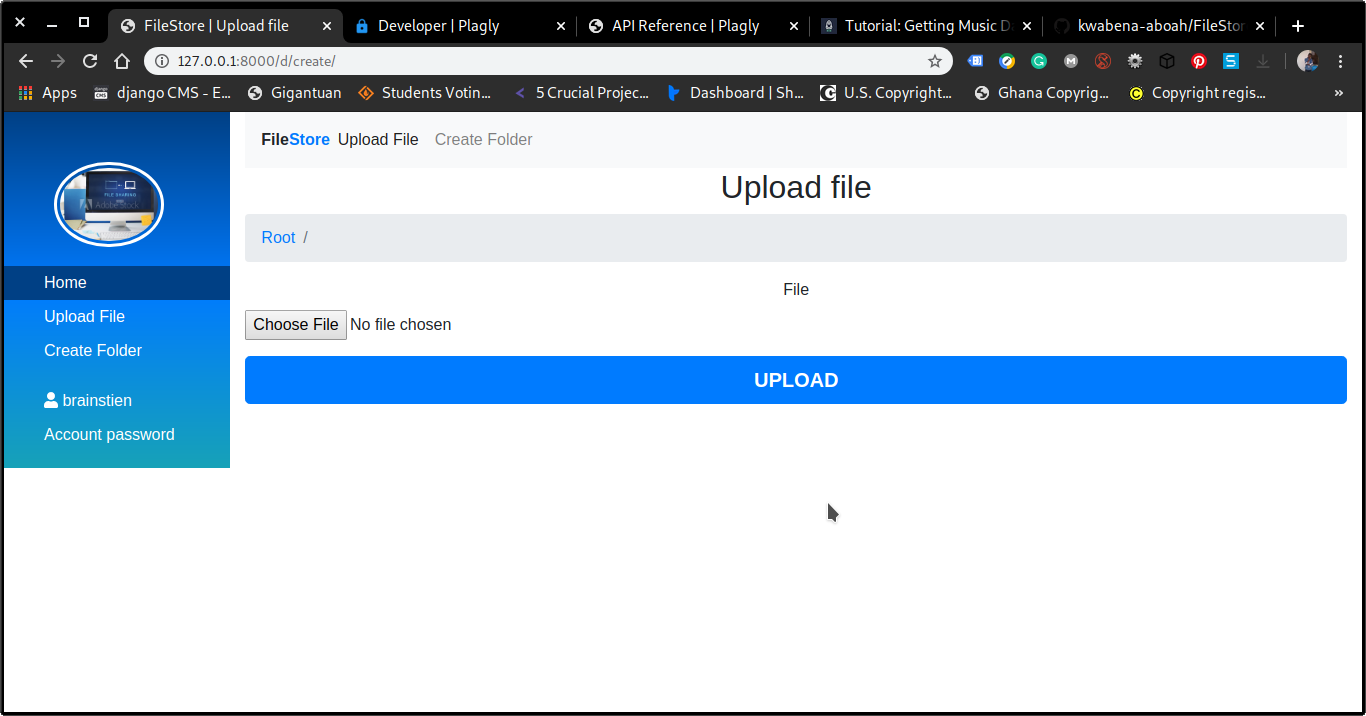 FileStore | Upload file
Developer | Plagly
API Reference | Plagly
Tutorial: Getting Music D
kwabena-aboah/FileStor
127.0.0.1:8000/d/create/
Apps
django CMS - E...
Gigantuan
Students Votin...
5 Crucial Projec...
Dashboard | Sh...
U.S. Copyright...
Ghana Copyrig...
Copyright regis...
»
FileStore Upload File Create Folder
Upload file
Root /
File
Choose File No file chosen
UPLOAD
FILE SHARING
Adobe Stock
Home
Upload File
Create Folder
brainstien
Account password